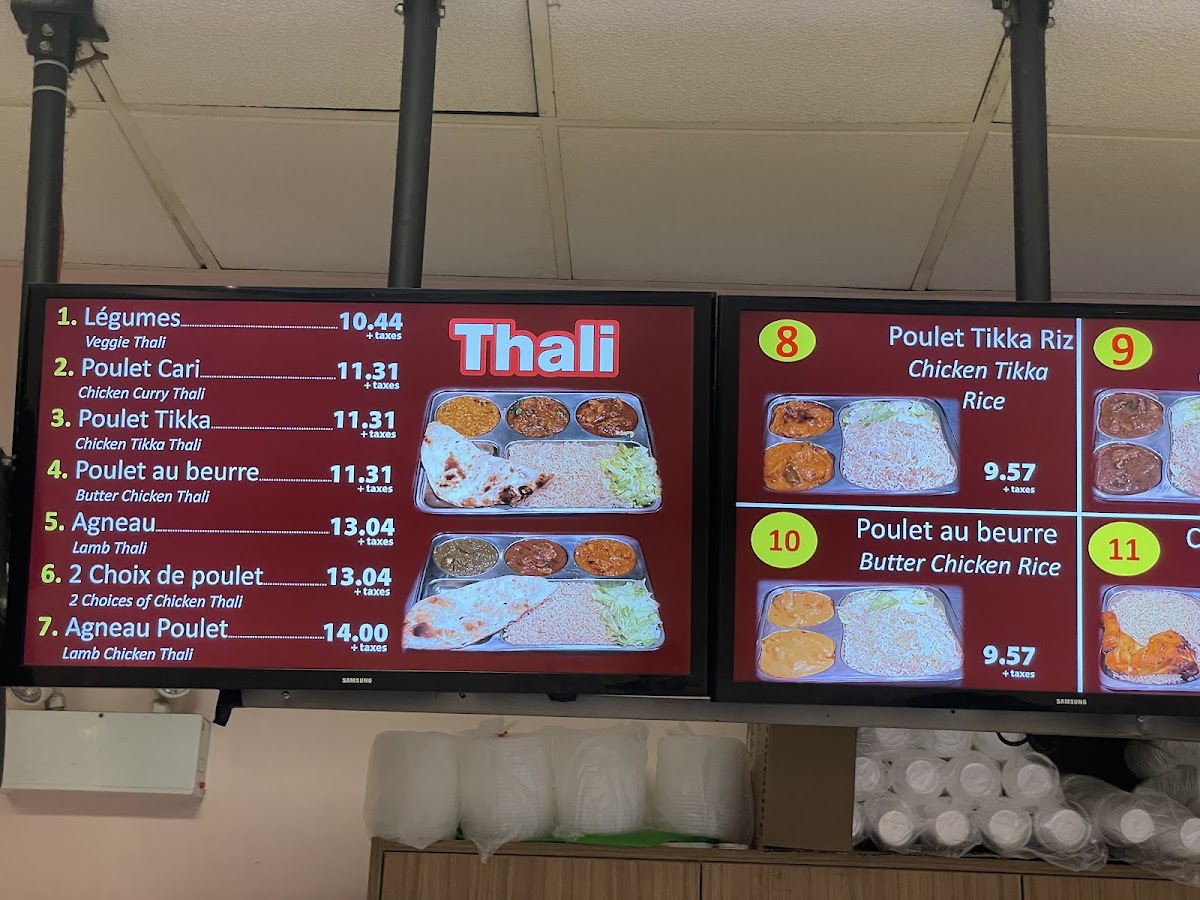 1. Légumes 10.44
+ taxes
Veggie Thali
2. Poulet Cari 11.31
+ taxes
Chicken Curry Thali
3. Poulet Tikka 11.31
+ taxes
Chicken Tikka Thali
4. Poulet au beurre 11.31
+ taxes
Butter Chicken Thali
5. Agneau 13.04
+ taxes
Lamb Thali
6. 2 Choix de poulet 13.04
+ taxes
2 Choices of Chicken Thali
7. Agneau Poulet 14.00
+ taxes
Lamb Chicken Thali
Thali
SAMSUNG
8
Poulet Tikka Riz
Chicken Tikka
Rice
9.57
+ taxes
9
10
Poulet au beurre
Butter Chicken Rice
9.57
+ taxes
11
C
SAMSUNG